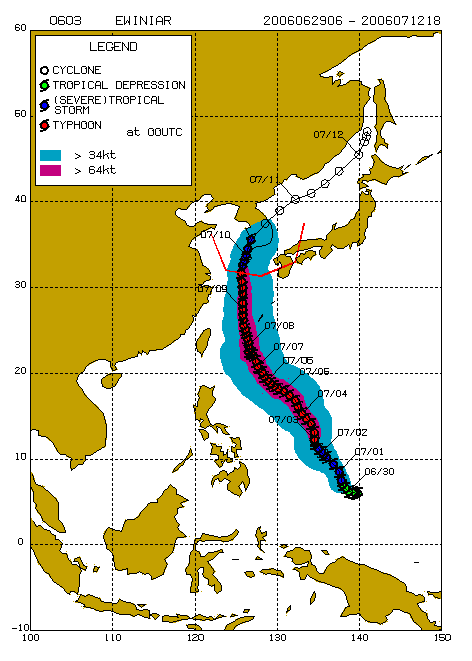 0603 EWINIAR 2006062906 - 2006071218
60
LEGEND
CYCLONE
TROPICAL DEPRESSION
(SEVERE)TROPICAL
STORM
TYPHOON
at 00UTC
> 34kt
> 64kt
50
07/12
07/11
40
07/10
30
07/09
07/08
07/07
07/06
20
07/05
07/04
07/03
07/02
10
07/01
06/30
0
-10
100 110 120 130 140 150